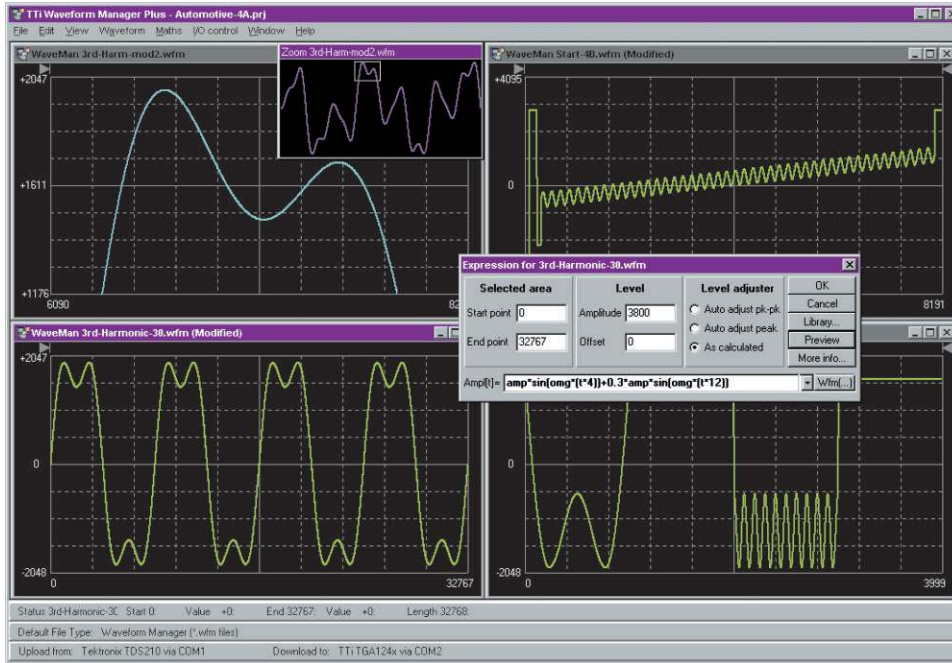 TTi Waveform Manager Plus - Automotive-4A.prj
File Edit View Waveform Maths I/O control Window Help
WaveMan 3rd-Harm-mod2.wfm
+2047
+1611
+1176
6090
Zoom 3rd-Harm-mod2.wfm
WaveMan Start-4B.wfm (Modified)
+4095
0
8191
Expression for 3rd-Harmonic-30.wfm
Selected area
Start point 0
End point 32767
Level
Amplitude 3800
Offset 0
Level adjuster
Auto adjust pk-pk
Auto adjust peak
As calculated
OK
Cancel
Library...
Preview
More info...
Ampl[t]= amp*sin(omg*(t*4))+0.3*amp*sin(omg*(t*12)) Wfm(...)
WaveMan 3rd-Harmonic-30.wfm (Modified)
+2047
0
-2048
0 32767
0
-2048
0 3999
Status 3rd-Harmonic-30 Start 0: Value +0: End 32767: Value +0: Length 32768:
Default File Type: Waveform Manager (*.wfm files)
Upload from: Tektronix TDS210 via COM1 Download to: TTi TGA124x via COM2